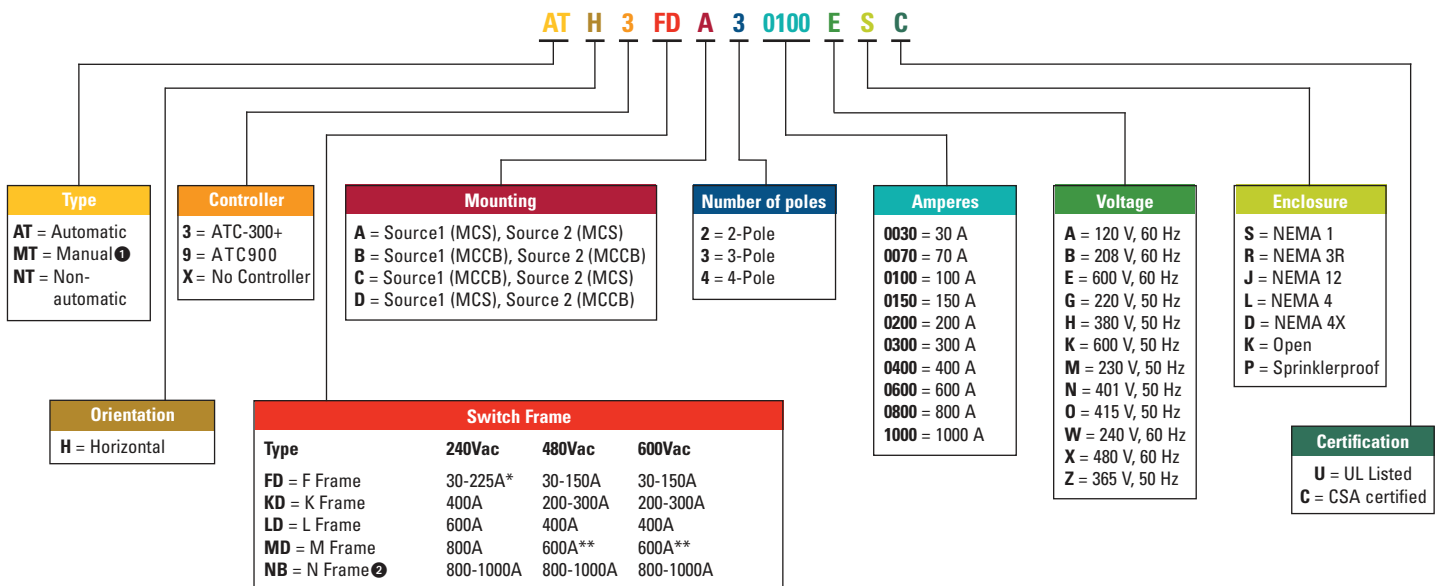 AT H 3 FD A 3 0100 E S C
Type
AT = Automatic
MT = Manual❶
NT = Non-
automatic
Controller
3 = ATC-300+
9 = ATC900
X = No Controller
Mounting
A = Source1 (MCS), Source 2 (MCS)
B = Source1 (MCCB), Source 2 (MCCB)
C = Source1 (MCCB), Source 2 (MCS)
D = Source1 (MCS), Source 2 (MCCB)
Number of poles
2 = 2-Pole
3 = 3-Pole
4 = 4-Pole
Amperes
0030 = 30 A
0070 = 70 A
0100 = 100 A
0150 = 150 A
0200 = 200 A
0300 = 300 A
0400 = 400 A
0600 = 600 A
0800 = 800 A
1000 = 1000 A
Voltage
A = 120 V, 60 Hz
B = 208 V, 60 Hz
E = 600 V, 60 Hz
G = 220 V, 50 Hz
H = 380 V, 50 Hz
K = 600 V, 50 Hz
M = 230 V, 50 Hz
N = 401 V, 50 Hz
O = 415 V, 50 Hz
W = 240 V, 60 Hz
X = 480 V, 60 Hz
Z = 365 V, 50 Hz
Enclosure
S = NEMA 1
R = NEMA 3R
J = NEMA 12
L = NEMA 4
D = NEMA 4X
K = Open
P = Sprinklerproof
Orientation
H = Horizontal
Switch Frame
Type 240Vac 480Vac 600Vac
FD = F Frame 30-225A* 30-150A 30-150A
KD = K Frame 400A 200-300A 200-300A
LD = L Frame 600A 400A 400A
MD = M Frame 800A 600A** 600A**
NB = N Frame❷ 800-1000A 800-1000A 800-1000A
Certification
U = UL Listed
C = CSA certified